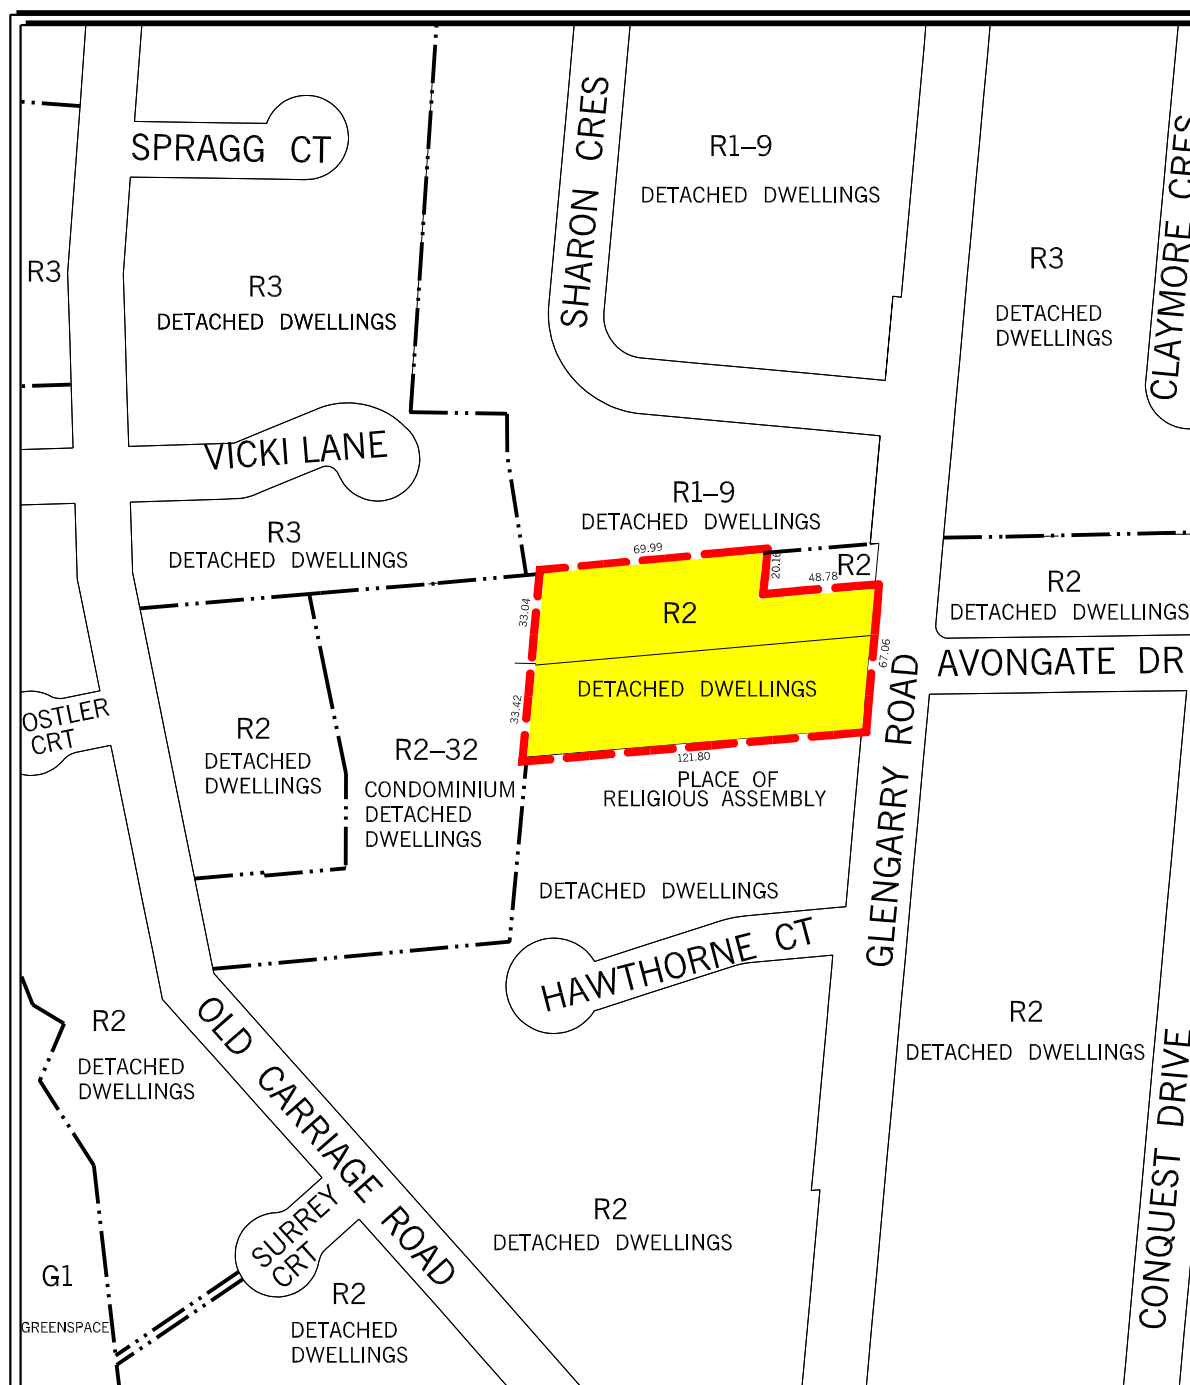 SPRAGG CT
SHARON CRES
R1–9
DETACHED DWELLINGS
CLAYMORE CRES
R3
R3
DETACHED DWELLINGS
R3
DETACHED
DWELLINGS
VICKI LANE
R1–9
DETACHED DWELLINGS
R3
DETACHED DWELLINGS
69.99
20.16
48.78
R2
R2
DETACHED DWELLINGS
33.04
R2
67.06
AVONGATE DR
33.42
DETACHED DWELLINGS
121.80
OSTLER
CRT
R2
DETACHED
DWELLINGS
R2–32
CONDOMINIUM
DETACHED
DWELLINGS
PLACE OF
RELIGIOUS ASSEMBLY
GLENGARRY ROAD
DETACHED DWELLINGS
HAWTHORNE CT
R2
DETACHED
DWELLINGS
OLD CARRIAGE ROAD
R2
DETACHED DWELLINGS
CONQUEST DRIVE
SURREY
CRT
R2
DETACHED DWELLINGS
G1
GREENSPACE
R2
DETACHED
DWELLINGS